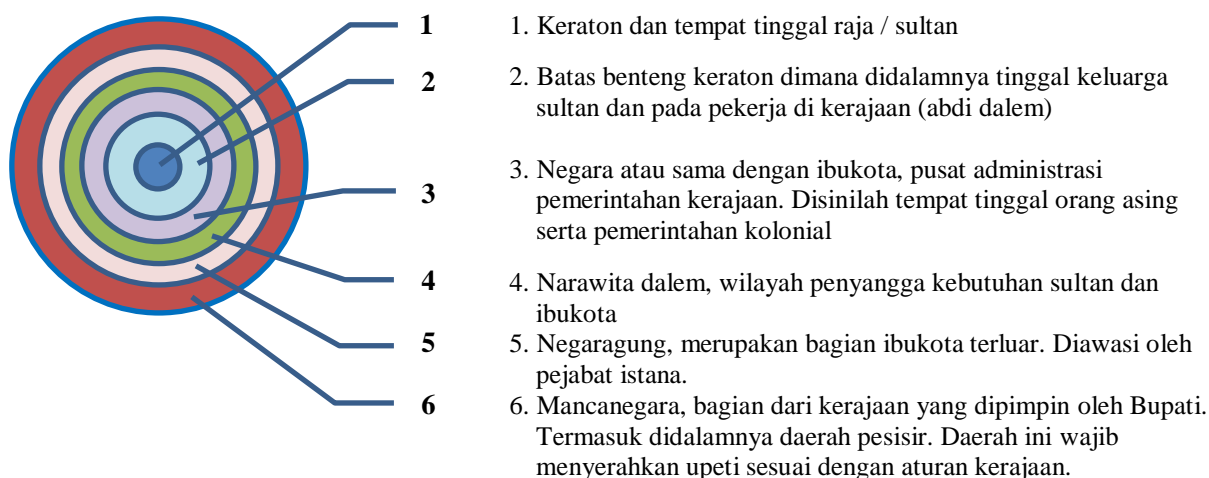 1
1. Keraton dan tempat tinggal raja / sultan
2
2. Batas benteng keraton dimana didalamnya tinggal keluarga
sultan dan pada pekerja di kerajaan (abdi dalem)
3
3. Negara atau sama dengan ibukota, pusat administrasi
pemerintahan kerajaan. Disinilah tempat tinggal orang asing
serta pemerintahan kolonial
4
4. Narawita dalem, wilayah penyangga kebutuhan sultan dan
ibukota
5
5. Negaragung, merupakan bagian ibukota terluar. Diawasi oleh
pejabat istana.
6
6. Mancanegara, bagian dari kerajaan yang dipimpin oleh Bupati.
Termasuk didalamnya daerah pesisir. Daerah ini wajib
menyerahkan upeti sesuai dengan aturan kerajaan.